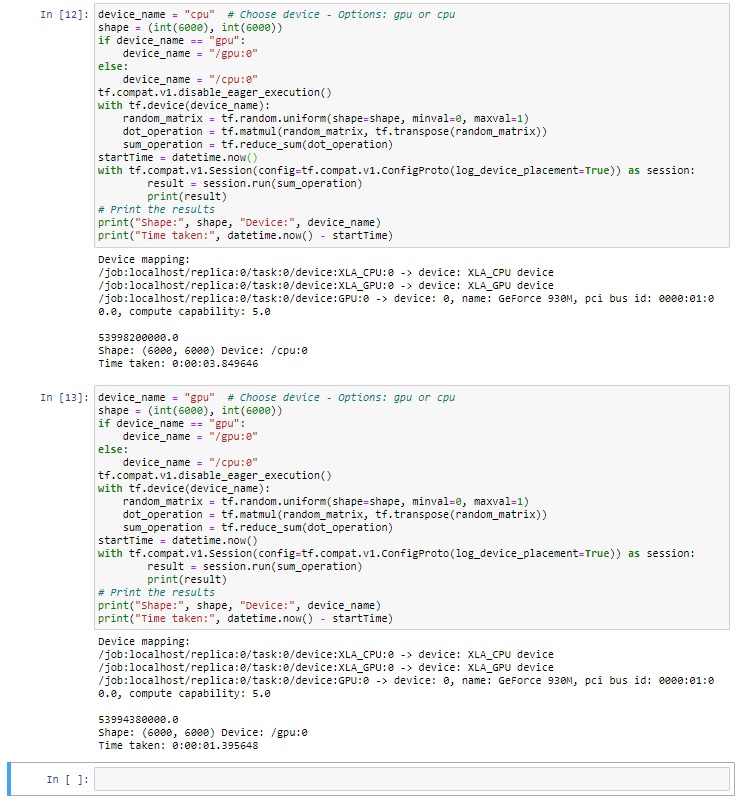 In [12]: device_name = "cpu"  # Choose device - Options: gpu or cpu
shape = (int(6000), int(6000))
if device_name == "gpu":
    device_name = "/gpu:0"
else:
    device_name = "/cpu:0"
tf.compat.v1.disable_eager_execution()
with tf.device(device_name):
    random_matrix = tf.random.uniform(shape=shape, minval=0, maxval=1)
    dot_operation = tf.matmul(random_matrix, tf.transpose(random_matrix))
    sum_operation = tf.reduce_sum(dot_operation)
startTime = datetime.now()
with tf.compat.v1.Session(config=tf.compat.v1.ConfigProto(log_device_placement=True)) as session:
        result = session.run(sum_operation)
        print(result)
# Print the results
print("Shape:", shape, "Device:", device_name)
print("Time taken:", datetime.now() - startTime)
Device mapping:
/job:localhost/replica:0/task:0/device:XLA_CPU:0 -> device: XLA_CPU device
/job:localhost/replica:0/task:0/device:XLA_GPU:0 -> device: XLA_GPU device
/job:localhost/replica:0/task:0/device:GPU:0 -> device: 0, name: GeForce 930M, pci bus id: 0000:01:0
0.0, compute capability: 5.0
53998200000.0
Shape: (6000, 6000) Device: /cpu:0
Time taken: 0:00:03.849646
In [13]: device_name = "gpu"  # Choose device - Options: gpu or cpu
shape = (int(6000), int(6000))
if device_name == "gpu":
    device_name = "/gpu:0"
else:
    device_name = "/cpu:0"
tf.compat.v1.disable_eager_execution()
with tf.device(device_name):
    random_matrix = tf.random.uniform(shape=shape, minval=0, maxval=1)
    dot_operation = tf.matmul(random_matrix, tf.transpose(random_matrix))
    sum_operation = tf.reduce_sum(dot_operation)
startTime = datetime.now()
with tf.compat.v1.Session(config=tf.compat.v1.ConfigProto(log_device_placement=True)) as session:
        result = session.run(sum_operation)
        print(result)
# Print the results
print("Shape:", shape, "Device:", device_name)
print("Time taken:", datetime.now() - startTime)
Device mapping:
/job:localhost/replica:0/task:0/device:XLA_CPU:0 -> device: XLA_CPU device
/job:localhost/replica:0/task:0/device:XLA_GPU:0 -> device: XLA_GPU device
/job:localhost/replica:0/task:0/device:GPU:0 -> device: 0, name: GeForce 930M, pci bus id: 0000:01:0
0.0, compute capability: 5.0
53994380000.0
Shape: (6000, 6000) Device: /gpu:0
Time taken: 0:00:01.395648
In [ ]: